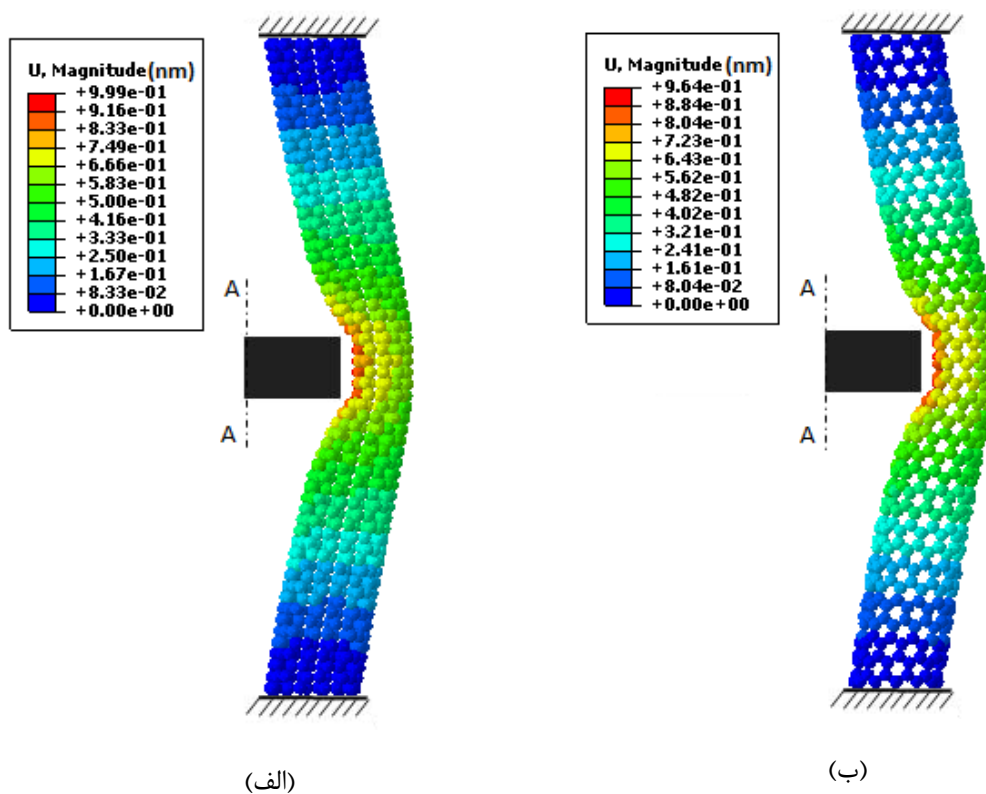 U, Magnitude (nm)
+9.99e-01
+9.16e-01
+8.33e-01
+7.49e-01
+6.66e-01
+5.83e-01
+5.00e-01
+4.16e-01
+3.33e-01
+2.50e-01
+1.67e-01
+8.33e-02
+0.00e+00
A
A
(الف)
U, Magnitude (nm)
+9.64e-01
+8.84e-01
+8.04e-01
+7.23e-01
+6.43e-01
+5.62e-01
+4.82e-01
+4.02e-01
+3.21e-01
+2.41e-01
+1.61e-01
+8.04e-02
+0.00e+00
A
A
(ب)